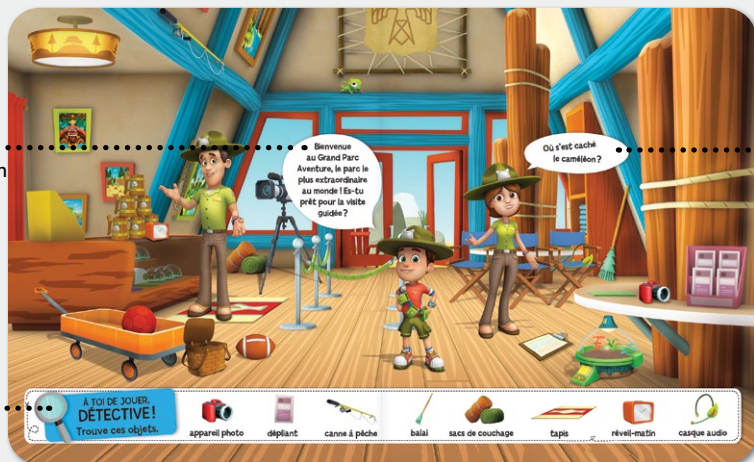 Bienvenue
au Grand Parc
Aventure, le parc le
plus extraordinaire
au monde ! Es-tu
prêt pour la visite
guidée ?
Où s'est caché
le caméléon ?
À TOI DE JOUER,
DÉTECTIVE !
Trouve ces objets.
appareil photo
dépliant
canne à pêche
balai
sacs de couchage
tapis
réveil-matin
casque audio